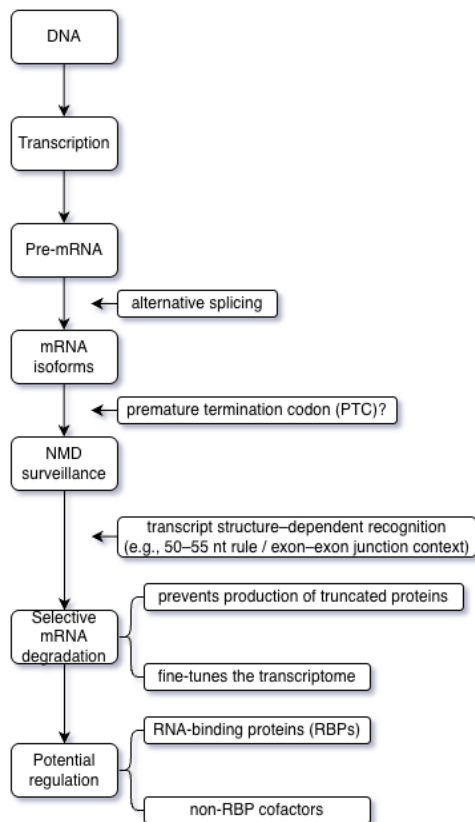 DNA
Transcription
Pre-mRNA
alternative splicing
mRNA
isoforms
premature termination codon (PTC)?
NMD
surveillance
transcript structure–dependent recognition
(e.g., 50–55 nt rule / exon–exon junction context)
prevents production of truncated proteins
Selective
mRNA
degradation
fine-tunes the transcriptome
RNA-binding proteins (RBPs)
Potential
regulation
non-RBP cofactors